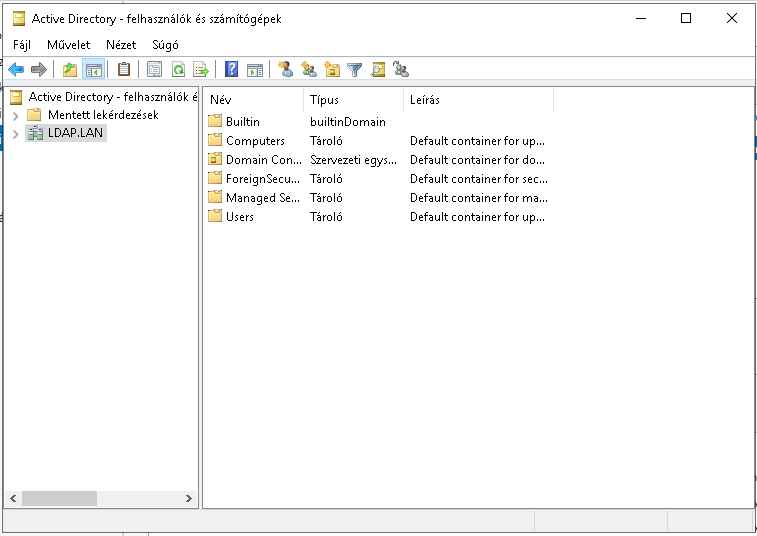 Active Directory - felhasználók és számítógépek
Fájl Művelet Nézet Súgó
Active Directory - felhasználók é
Mentett lekérdezések
LDAP.LAN
Név Típus Leírás
Builtin builtinDomain
Computers Tároló Default container for up...
Domain Con... Szervezeti egys... Default container for do...
ForeignSecu... Tároló Default container for sec...
Managed Se... Tároló Default container for ma...
Users Tároló Default container for up...